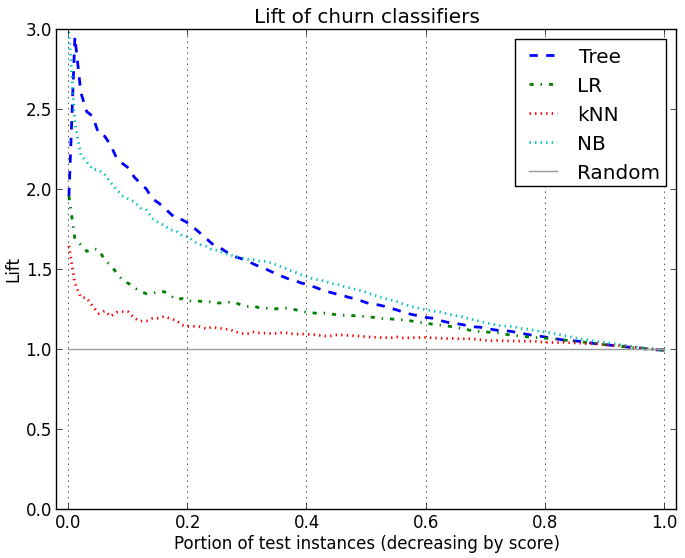 Lift of churn classifiers
3.0
2.5
2.0
1.5
1.0
0.5
0.0
Lift
Tree
LR
kNN
NB
Random
0.0 0.2 0.4 0.6 0.8 1.0
Portion of test instances (decreasing by score)